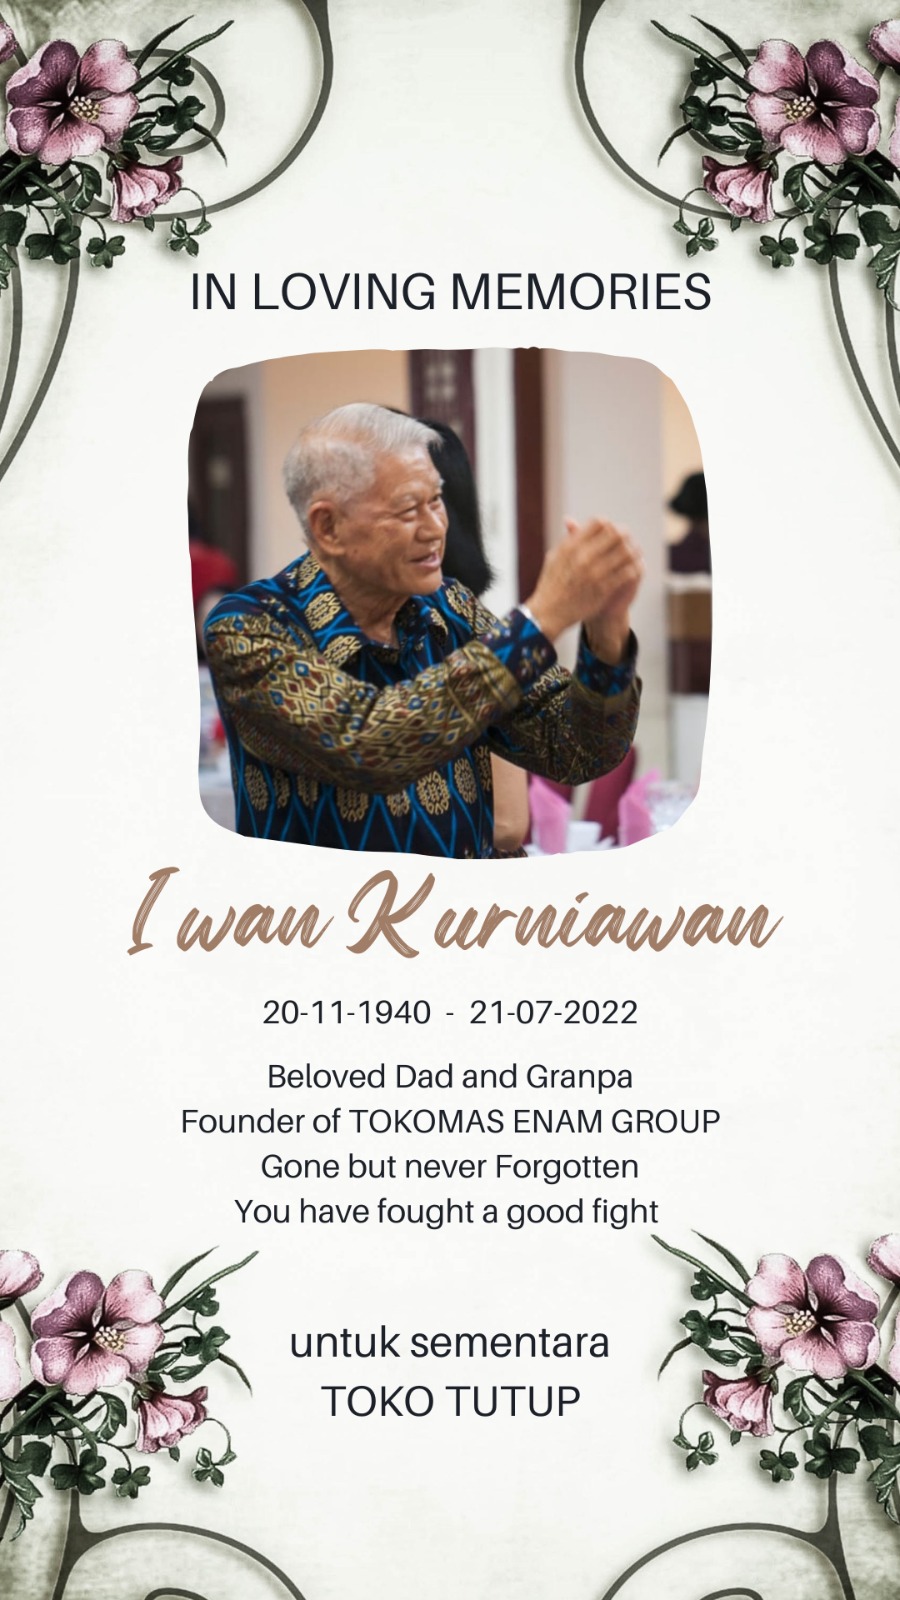 IN LOVING MEMORIES
Iwan Kurniawan
20-11-1940 - 21-07-2022
Beloved Dad and Granpa
Founder of TOKOMAS ENAM GROUP
Gone but never Forgotten
You have fought a good fight
untuk sementara
TOKO TUTUP